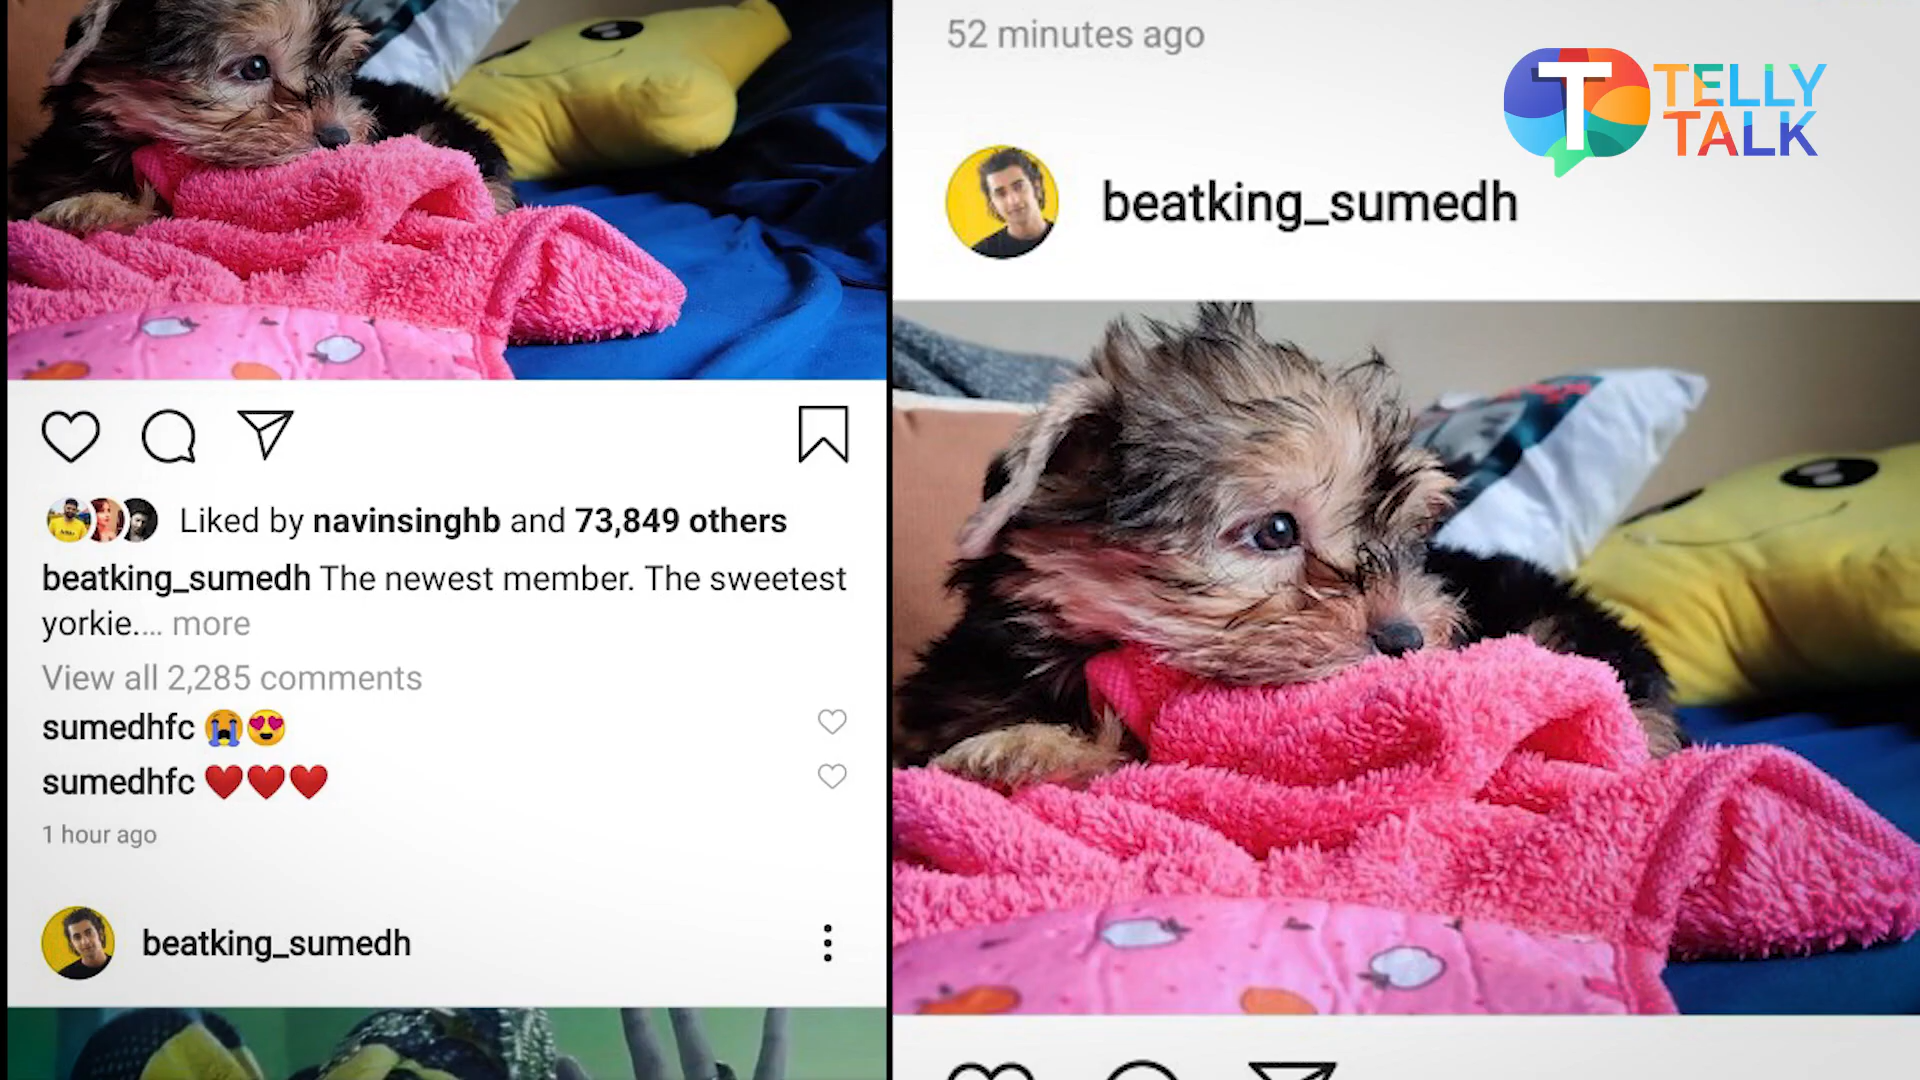 Liked by navinsinghb and 73,849 others
beatking_sumedh The newest member. The sweetest
yorkie.... more
View all 2,285 comments
sumedhfc 😭😍
sumedhfc ❤️❤️❤️
1 hour ago
beatking_sumedh
52 minutes ago
T TELLY
TALK
beatking_sumedh